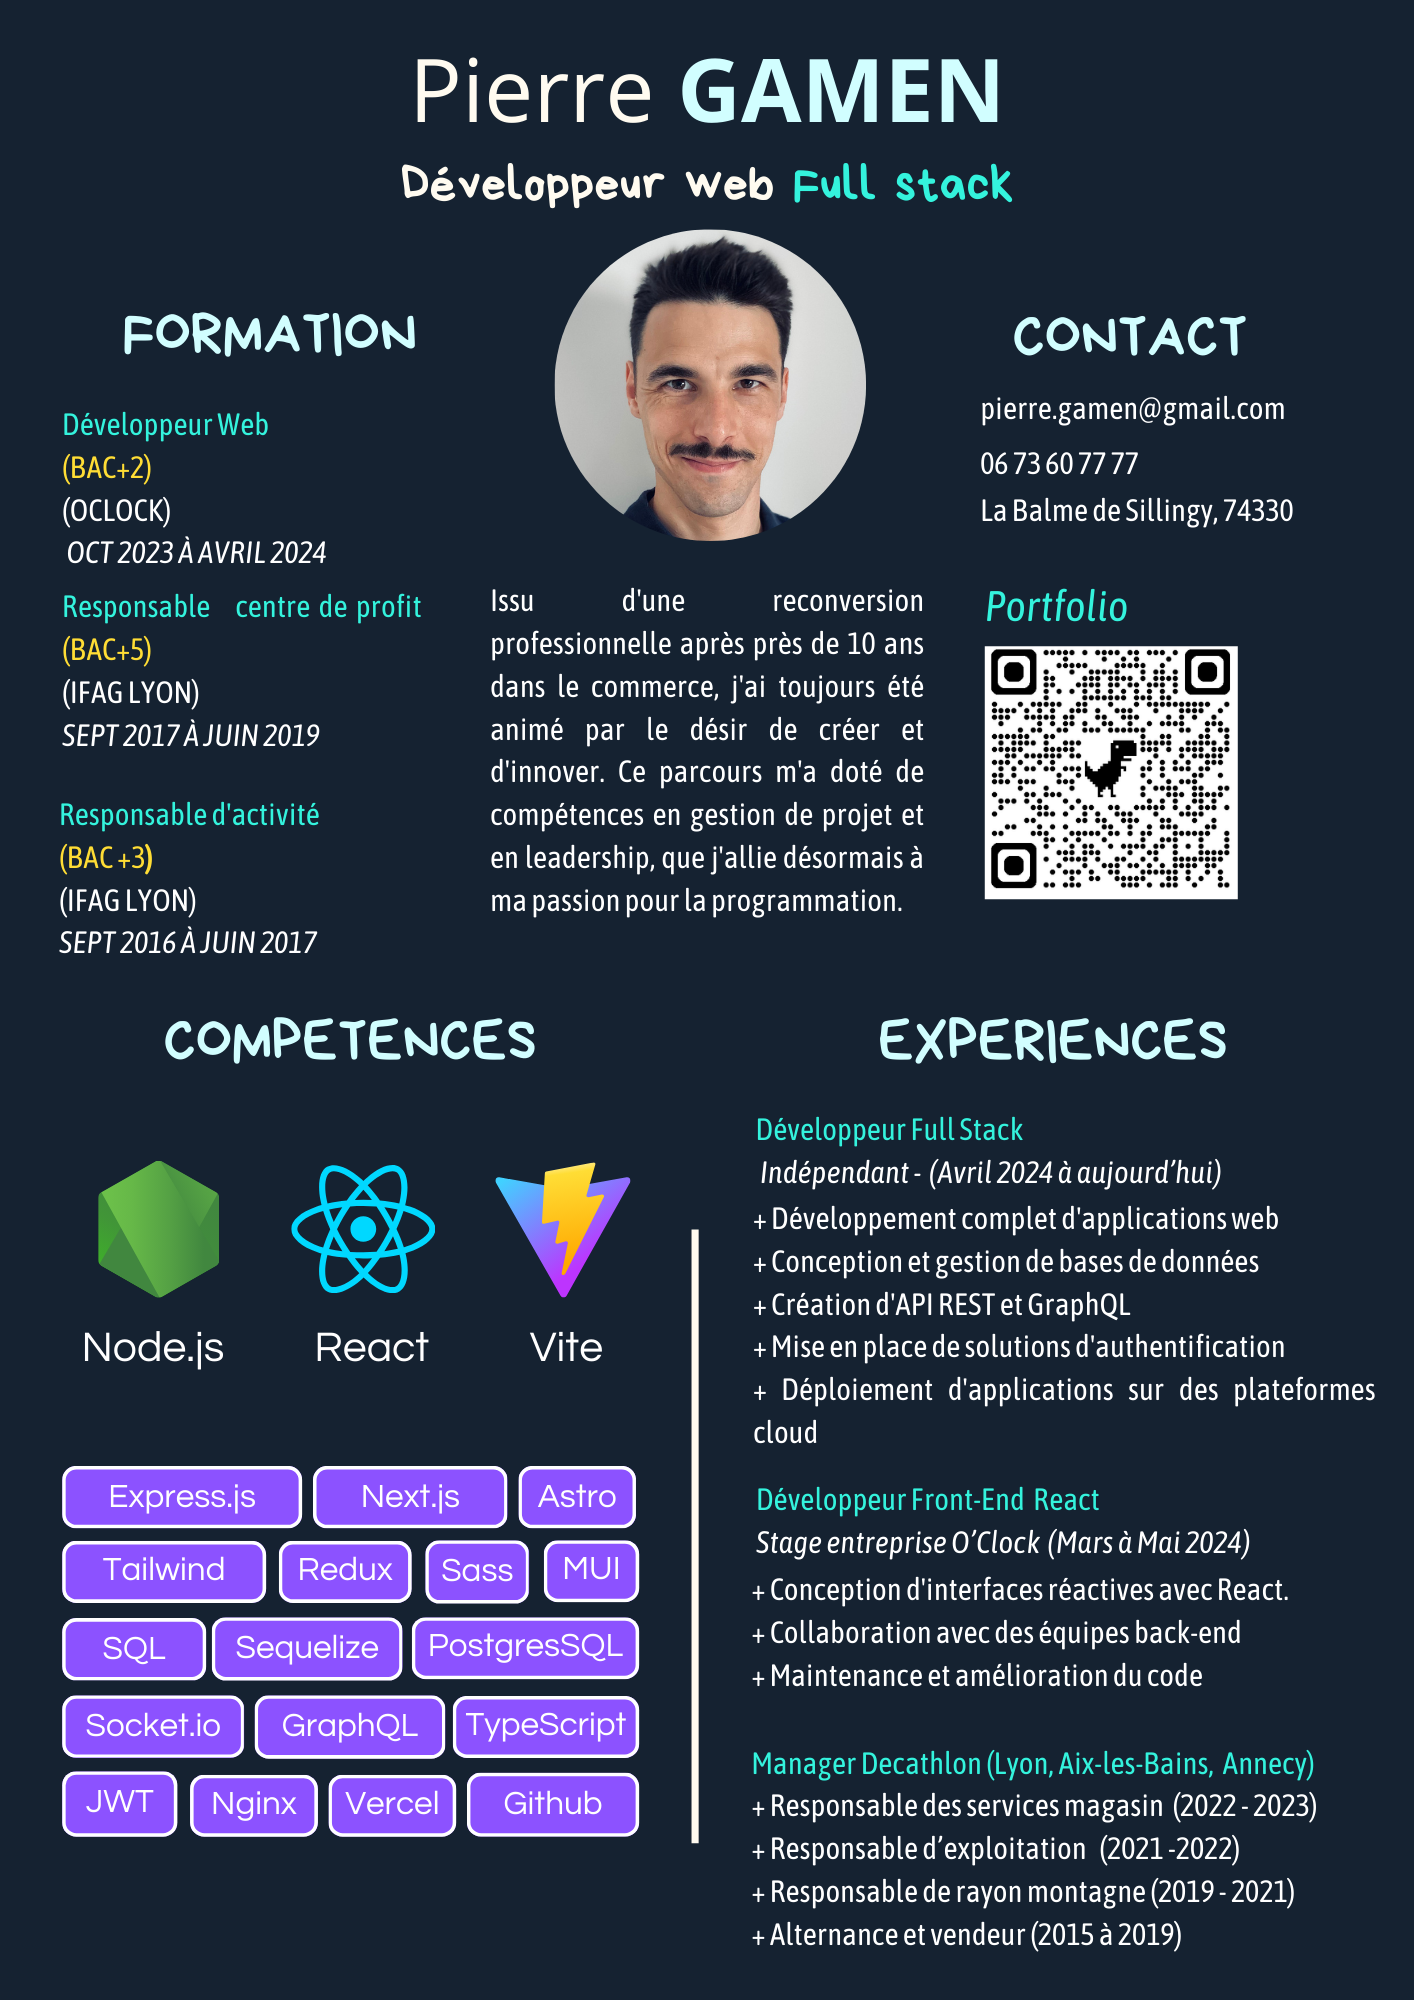 Pierre GAMEN
Développeur web Full stack
FORMATION
Développeur Web
(BAC+2)
(OCLOCK)
OCT 2023 À AVRIL 2024
Responsable centre de profit
(BAC+5)
(IFAG LYON)
SEPT 2017 À JUIN 2019
Responsable d'activité
(BAC +3)
(IFAG LYON)
SEPT 2016 À JUIN 2017
Issu d'une reconversion
professionnelle après près de 10 ans
dans le commerce, j'ai toujours été
animé par le désir de créer et
d'innover. Ce parcours m'a doté de
compétences en gestion de projet et
en leadership, que j'allie désormais à
ma passion pour la programmation.
CONTACT
pierre.gamen@gmail.com
06 73 60 77 77
La Balme de Sillingy, 74330
Portfolio
COMPETENCES
Node.js React Vite
Express.js Next.js Astro
Tailwind Redux Sass MUI
SQL Sequelize PostgresSQL
Socket.io GraphQL TypeScript
JWT Nginx Vercel Github
EXPERIENCES
Développeur Full Stack
Indépendant - (Avril 2024 à aujourd’hui)
+ Développement complet d'applications web
+ Conception et gestion de bases de données
+ Création d'API REST et GraphQL
+ Mise en place de solutions d'authentification
+ Déploiement d'applications sur des plateformes
cloud
Développeur Front-End React
Stage entreprise O’Clock (Mars à Mai 2024)
+ Conception d'interfaces réactives avec React.
+ Collaboration avec des équipes back-end
+ Maintenance et amélioration du code
Manager Decathlon (Lyon, Aix-les-Bains, Annecy)
+ Responsable des services magasin (2022 - 2023)
+ Responsable d’exploitation (2021 -2022)
+ Responsable de rayon montagne (2019 - 2021)
+ Alternance et vendeur (2015 à 2019)